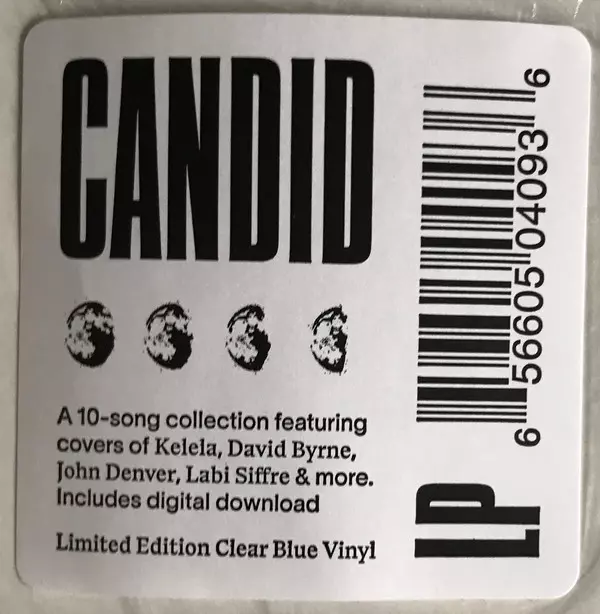 CANDID
A 10-song collection featuring
covers of Kelela, David Byrne,
John Denver, Labi Siffre & more.
Includes digital download
Limited Edition Clear Blue Vinyl
LP
6 56605 04093 6